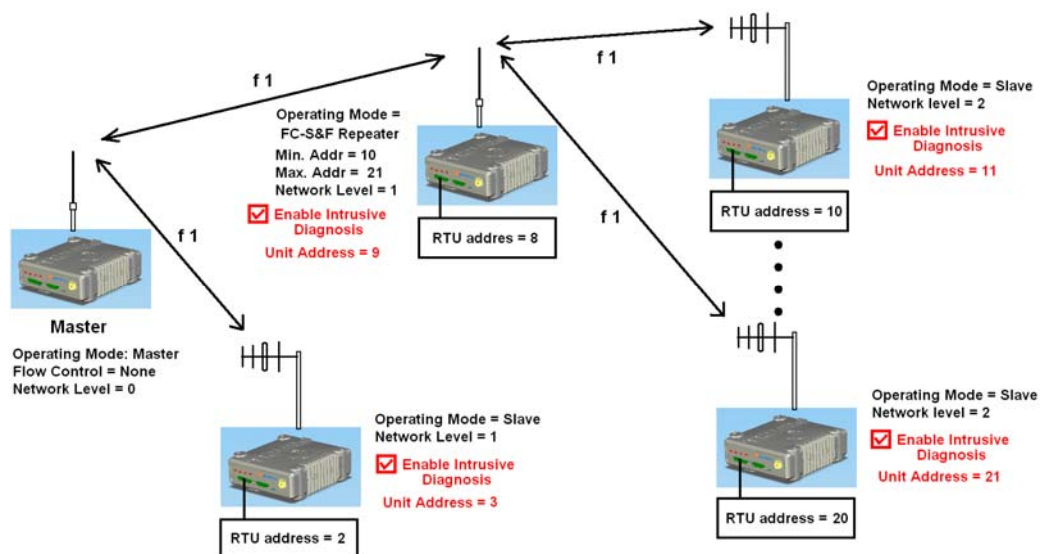 f 1
Operating Mode =
FC-S&F Repeater
Min. Addr = 10
Max. Addr = 21
Network Level = 1
Enable Intrusive
Diagnosis
Unit Address = 9
RTU addres = 8
f 1
Operating Mode = Slave
Network level = 2
Enable Intrusive
Diagnosis
Unit Address = 11
RTU address = 10
f 1
f 1
Master
Operating Mode: Master
Flow Control = None
Network Level = 0
Operating Mode = Slave
Network Level = 1
Enable Intrusive
Diagnosis
Unit Address = 3
RTU address = 2
Operating Mode = Slave
Network level = 2
Enable Intrusive
Diagnosis
Unit Address = 21
RTU address = 20